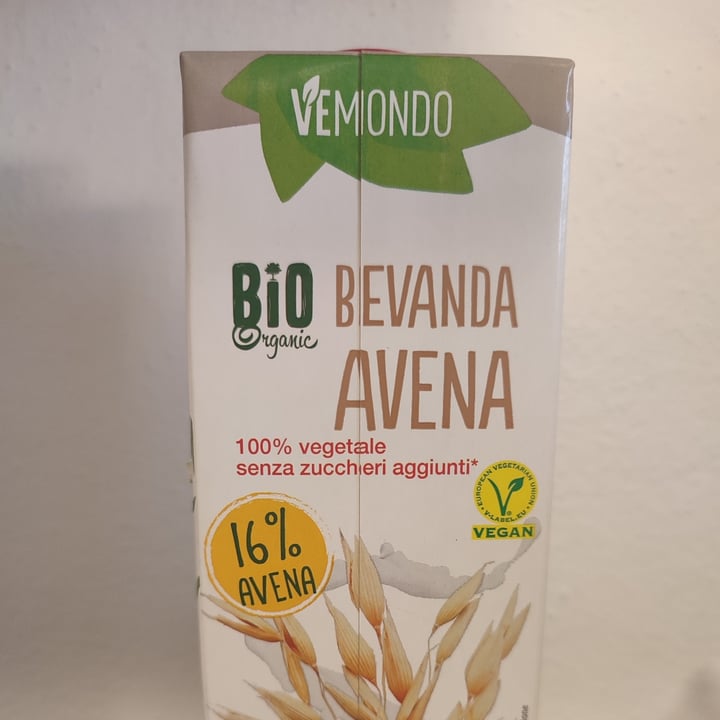 VEMONDO
BiO
Organic
BEVANDA
AVENA
100% vegetale
senza zuccheri aggiunti*
EUROPEAN VEGETARIAN UNION
V-LABEL.EU
VEGAN
16%
AVENA